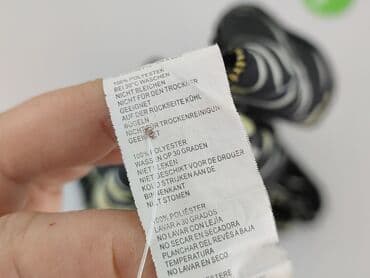 100% POLYESTER
BEI 30°C WASCHEN
NICHT BLEICHEN
NICHT FÜR DEN TROCKNER
GEEIGNET
AUF DER RÜCKSEITE KÜHL
BÜGELN
NICHT FÜR TROCKENREINIGUNG
GEEIGNET
100% POLYESTER
WASSEN OP 30 GRADEN
NIET BLEKEN
NIET GESCHIKT VOOR DE DROGER
KOUD STRIJKEN AAN DE
BINNENKANT
NIET STOMEN
100% POLIÉSTER
LAVAR A 30 GRADOS
NO LAVAR CON LEJÍA
NO SECAR EN SECADORA
PLANCHAR DEL REVÉS A BAJA
TEMPERATURA
NO LAVAR EN SECO